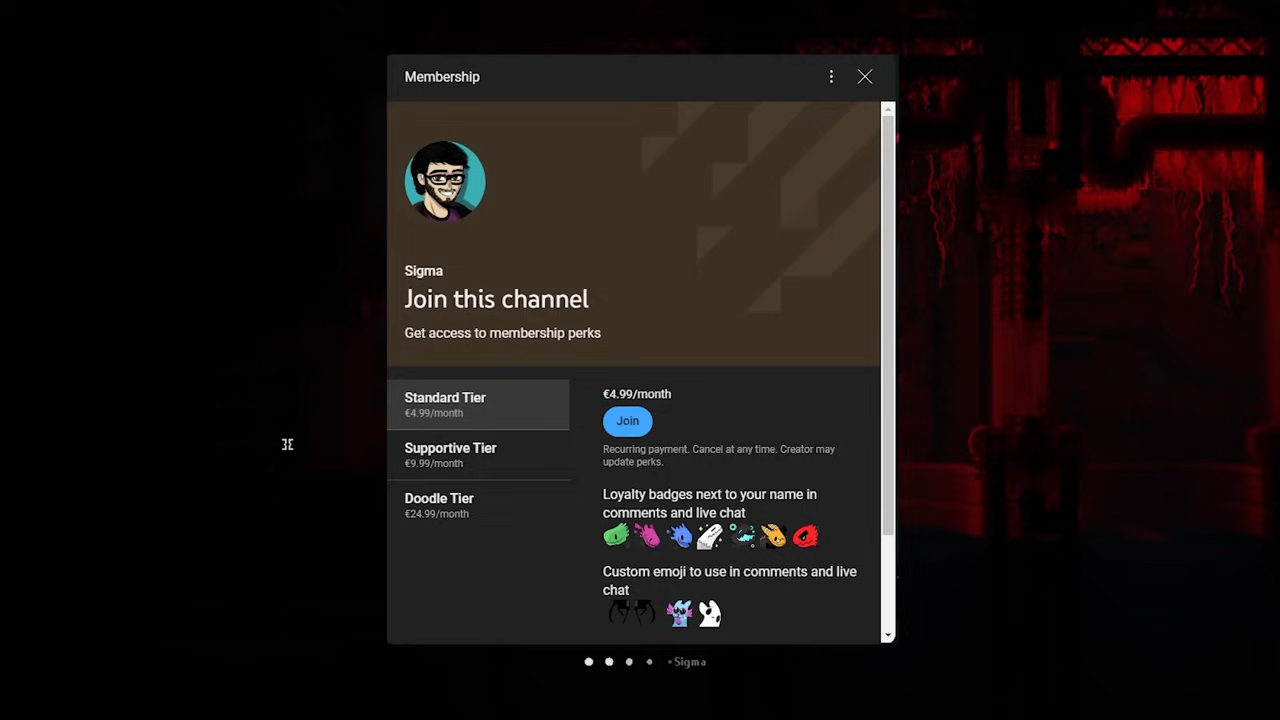 Membership
Sigma
Join this channel
Get access to membership perks
Standard Tier
€4.99/month
Supportive Tier
€9.99/month
Doodle Tier
€24.99/month
€4.99/month
Join
Recurring payment. Cancel at any time. Creator may
update perks.
Loyalty badges next to your name in
comments and live chat
Custom emoji to use in comments and live
chat
•Sigma